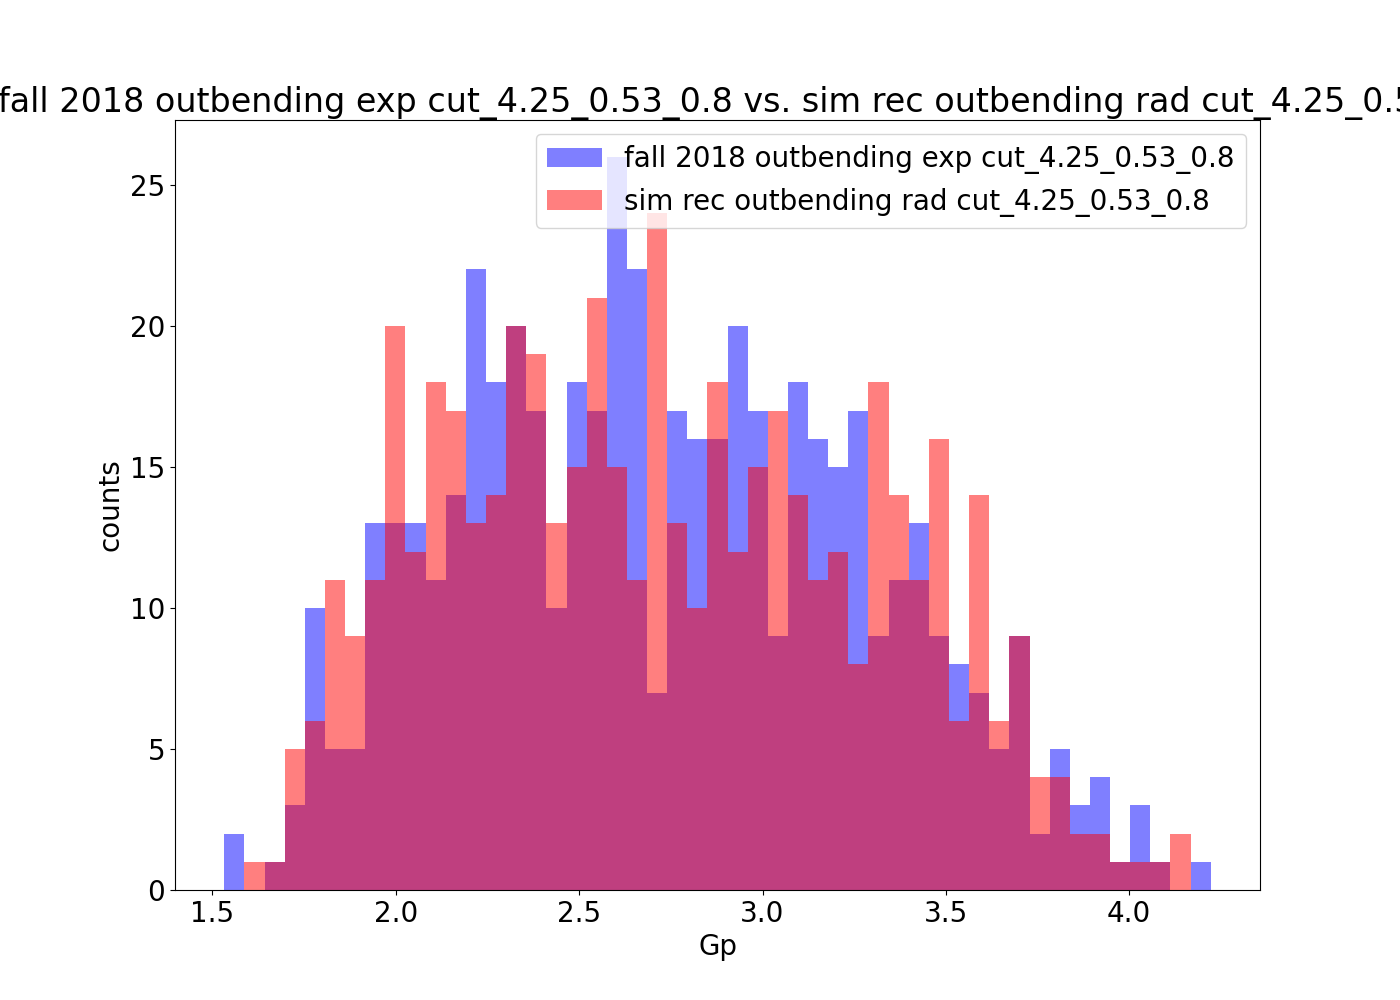 fall 2018 outbending exp cut_4.25_0.53_0.8 vs. sim rec outbending rad cut_4.25_0.5
fall 2018 outbending exp cut_4.25_0.53_0.8
sim rec outbending rad cut_4.25_0.53_0.8
25
20
15
10
5
0
counts
1.5 2.0 2.5 3.0 3.5 4.0
Gp